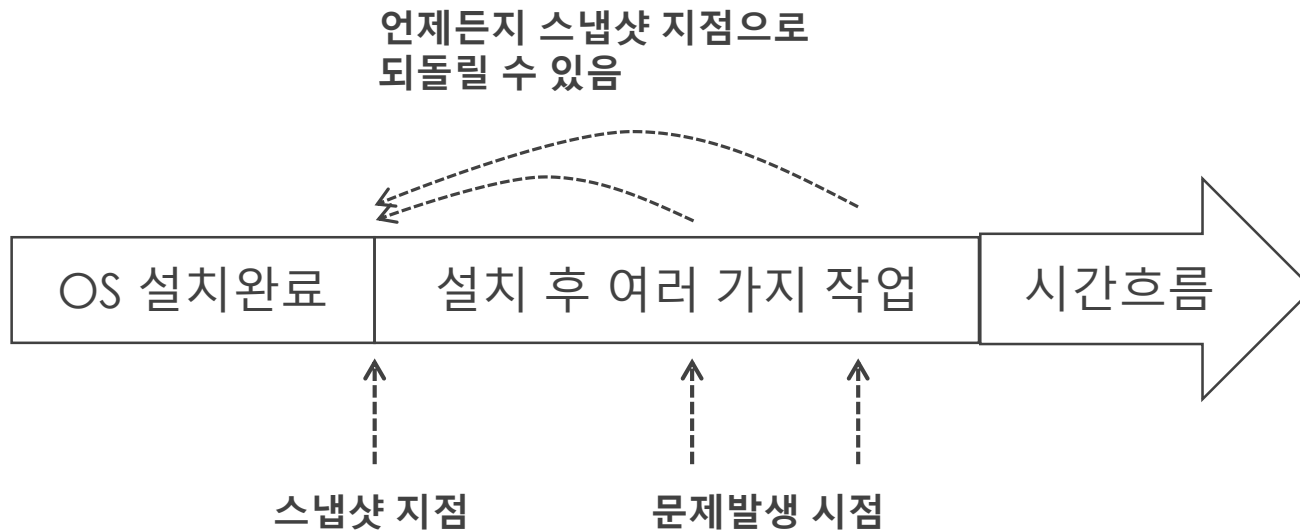 언제든지 스냅샷 지점으로
되돌릴 수 있음
OS 설치완료
설치 후 여러 가지 작업
시간흐름
스냅샷 지점
문제발생 시점